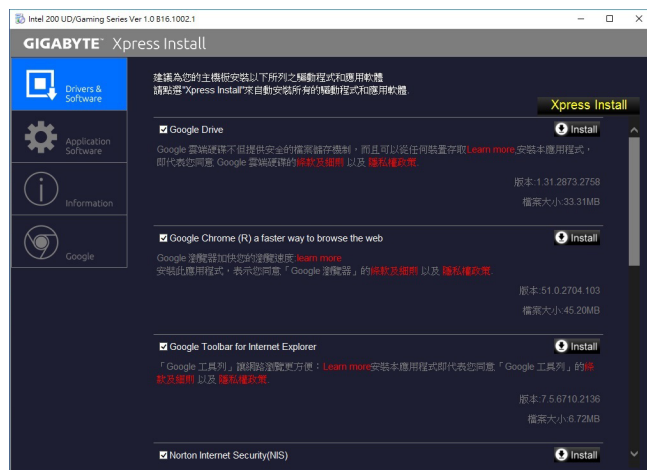 Intel 200 UD/Gaming Series Ver 1.0 B16.1002.1
GIGABYTE™ Xpress Install
Drivers & Software
Application Software
Information
Google
建議為您的主機板安裝以下所列之驅動程式和應用軟體
請點選"Xpress Install"來自動安裝所有的驅動程式和應用軟體.
Xpress Install
Google Drive
Install
Google 雲端硬碟不但提供安全的檔案儲存機制，而且可以從任何裝置存取Learn more.安裝本應用程式，
即代表您同意 Google 雲端硬碟的條款及細則 以及 隱私權政策.
版本:1.31.2873.2758
檔案大小:33.31MB
Google Chrome (R) a faster way to browse the web
Install
Google 瀏覽器加快您的瀏覽速度:learn more
安裝此應用程式，表示您同意「Google 瀏覽器」的條款及細則 以及 隱私權政策.
版本:51.0.2704.103
檔案大小:45.20MB
Google Toolbar for Internet Explorer
Install
「Google 工具列」讓網路瀏覽更方便：Learn more安裝本應用程式即代表您同意「Google 工具列」的條
款及細則 以及 隱私權政策.
版本:7.5.6710.2136
檔案大小:6.72MB
Norton Internet Security(NIS)
Install